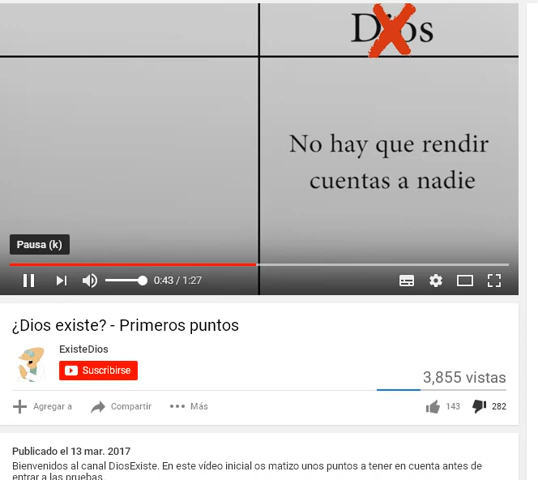 Dios
No hay que rendir
cuentas a nadie
Pausa (k)
0:43 / 1:27
¿Dios existe? - Primeros puntos
ExisteDios
Suscribirse
3,855 vistas
Agregar a Compartir Más 143 282
Publicado el 13 mar. 2017
Bienvenidos al canal DiosExiste. En este vídeo inicial os matizo unos puntos a tener en cuenta antes de
entrar a las pruebas.